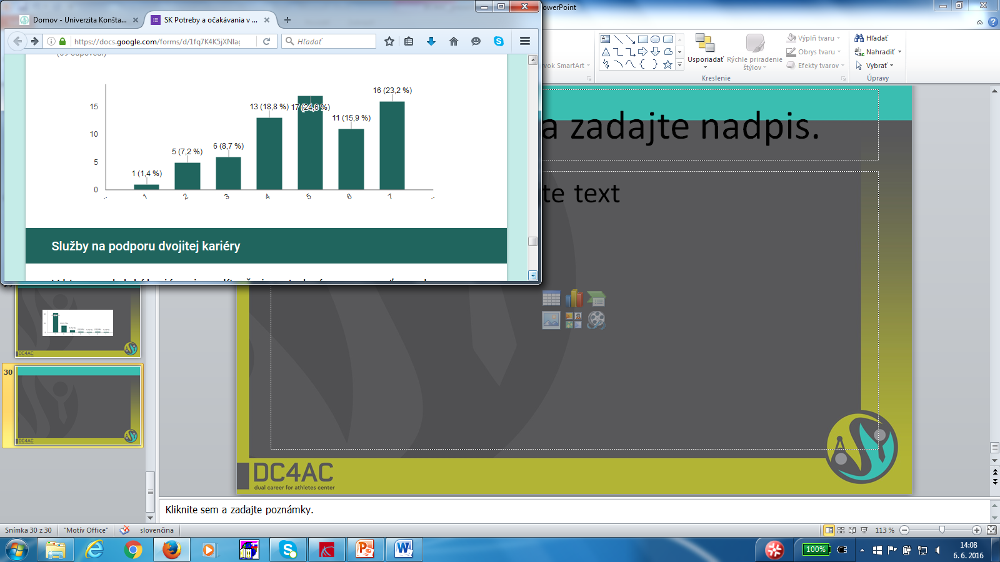 Domov - Univerzita Konšta...
SK Potreby a očakávania v ...
https://docs.google.com/forms/d/1fq7K4K5jXNlag
Hľadať
(69 odpovedí)
15
10
5
0
1 (1,4 %)
5 (7,2 %)
6 (8,7 %)
13 (18,8 %)
17 (24,6 %)
11 (15,9 %)
16 (23,2 %)
1
2
3
4
5
6
7
Služby na podporu dvojitej kariéry
owerPoint
rvok SmartArt
Usporiadať
Rýchle priradenie
štýlov
Výplň tvaru
Obrys tvaru
Efekty tvarov
Kreslenie
Hľadať
Nahradiť
Vybrať
Úpravy
a zadajte nadpis.
te text
DC4AC
dual career for athletes center
DC4AC
30
DC4AC
Kliknite sem a zadajte poznámky.
Snímka 30 z 30
"Motív Office"
slovenčina
113 %
100%
14:08
6. 6. 2016